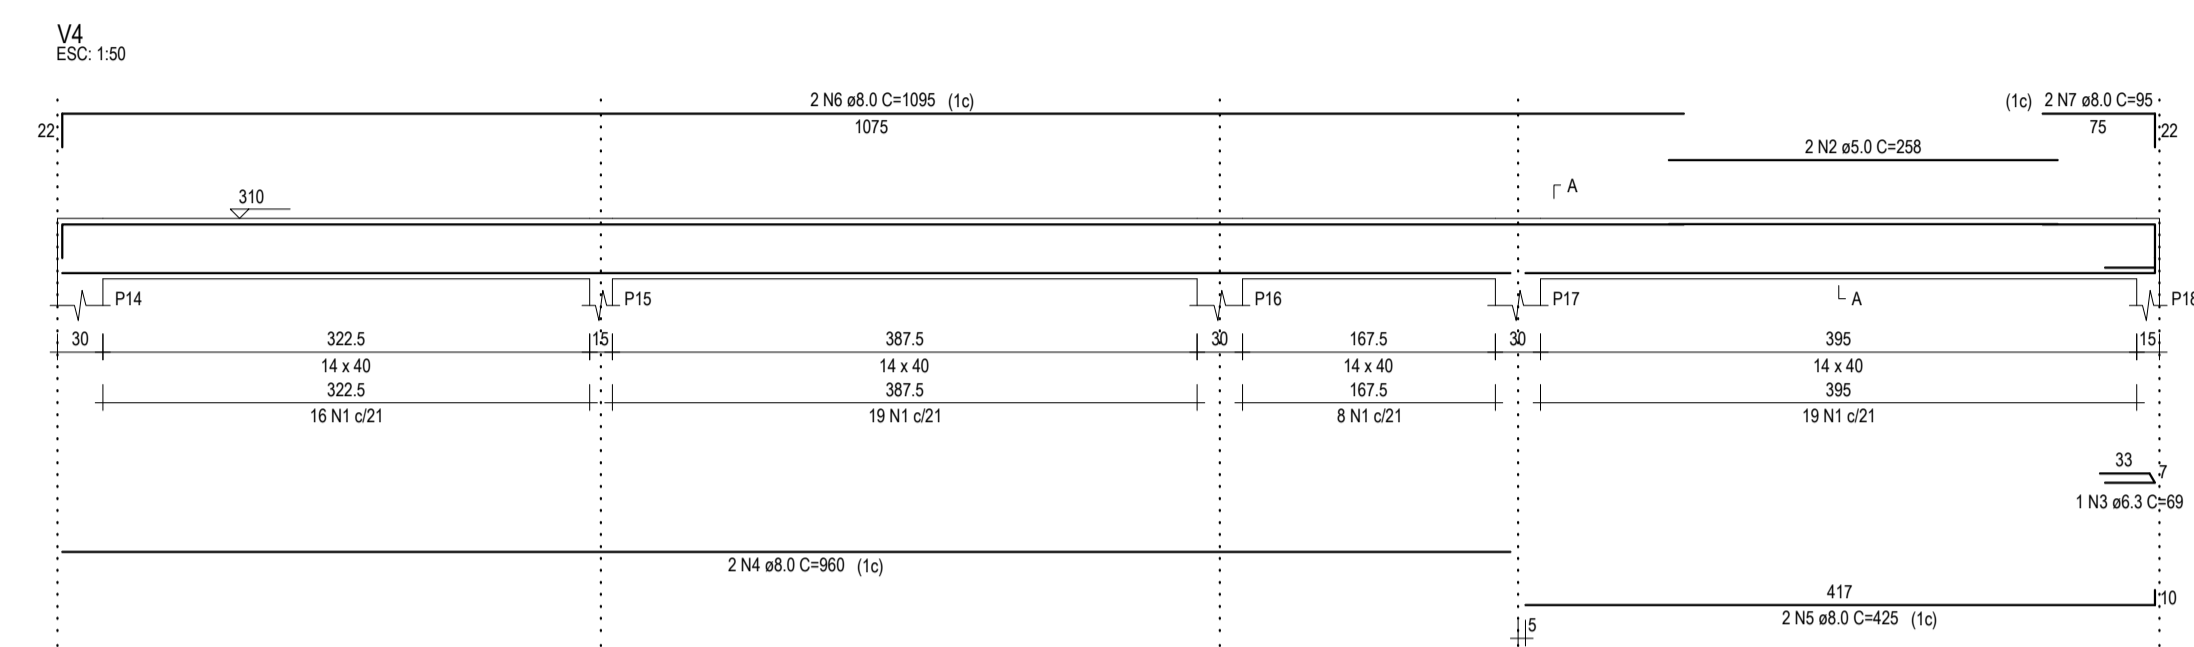 V4
ESC: 1:50
2 N6 ø8.0 C=1095 (1c)
(1c) 2 N7 ø8.0 C=95
22
1075
75
22
2 N2 ø5.0 C=258
A
310
P14
P15
P16
P17
A
P18
30
322.5
15
387.5
30
167.5
30
395
15
14 x 40
14 x 40
14 x 40
14 x 40
322.5
387.5
167.5
395
16 N1 c/21
19 N1 c/21
8 N1 c/21
19 N1 c/21
33
7
1 N3 ø6.3 C=69
2 N4 ø8.0 C=960 (1c)
417
10
2 N5 ø8.0 C=425 (1c)
5